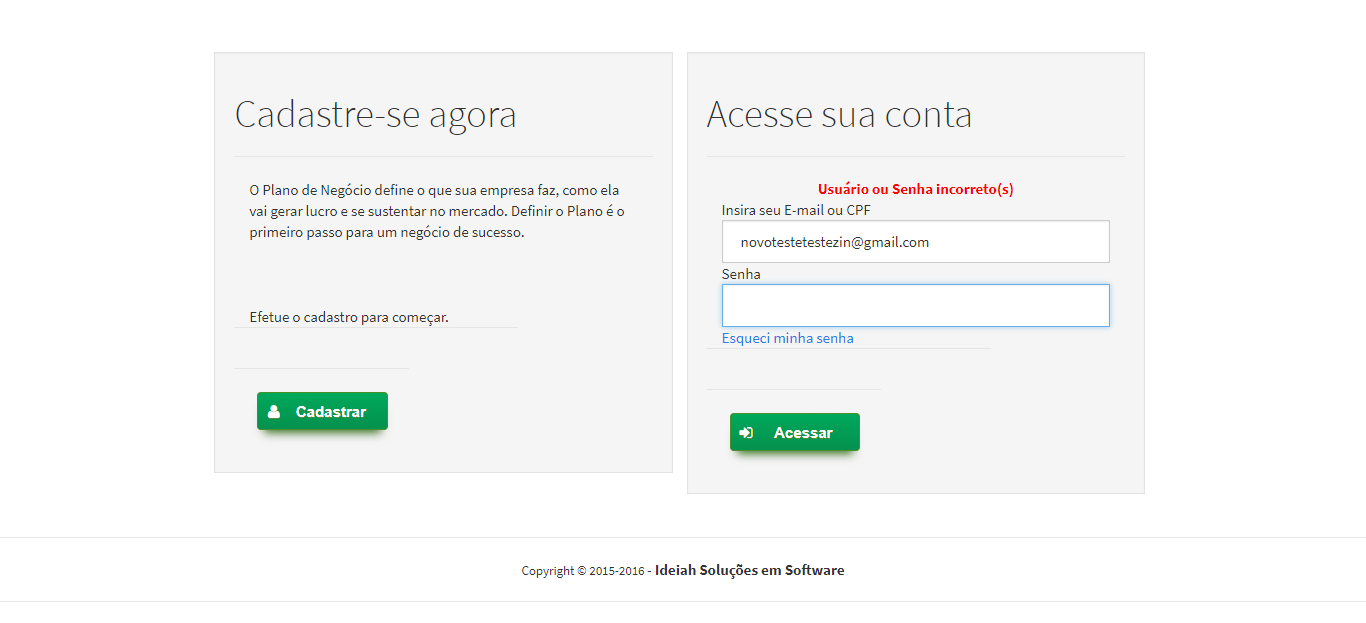 Cadastre-se agora
O Plano de Negócio define o que sua empresa faz, como ela
vai gerar lucro e se sustentar no mercado. Definir o Plano é o
primeiro passo para um negócio de sucesso.
Efetue o cadastro para começar.
Cadastrar
Acesse sua conta
Usuário ou Senha incorreto(s)
Insira seu E-mail ou CPF
novotestetestezin@gmail.com
Senha
Esqueci minha senha
Acessar
Copyright © 2015-2016 - Ideiah Soluções em Software